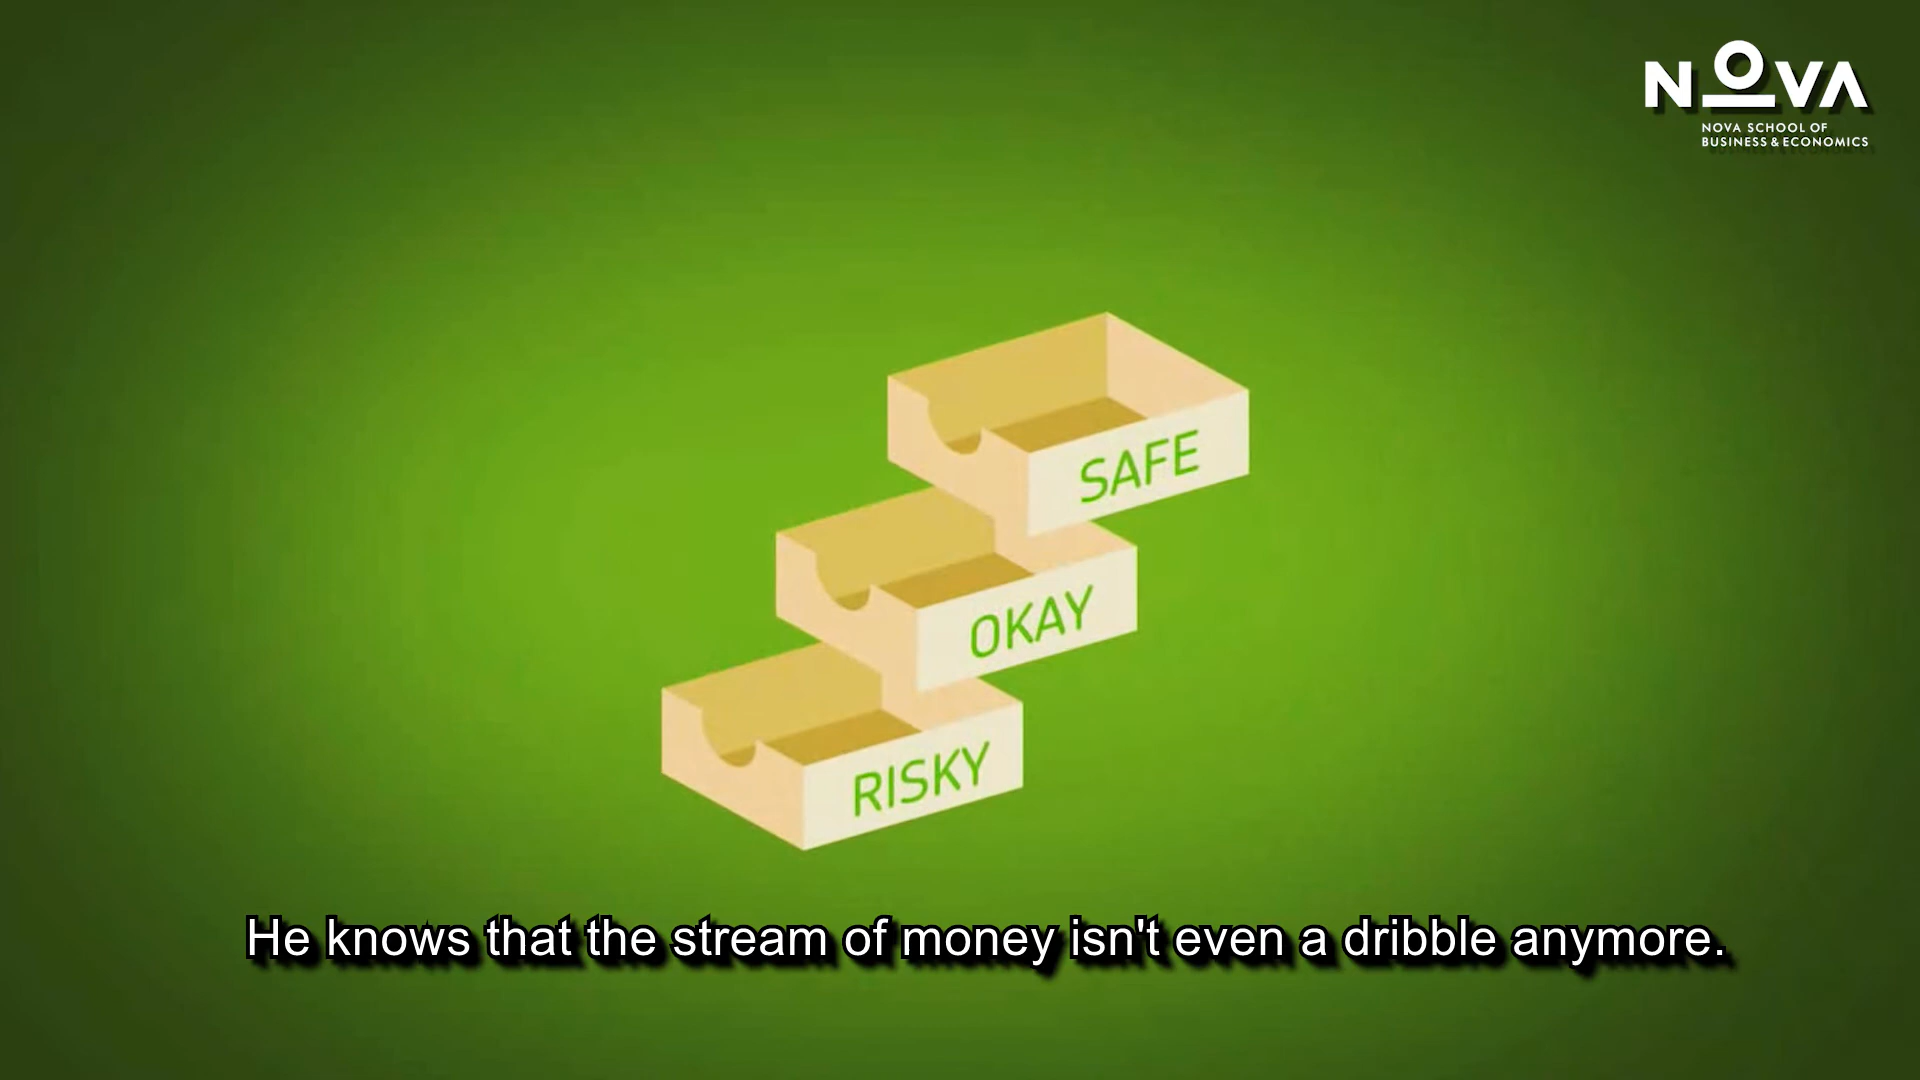 NOVA
NOVA SCHOOL OF
BUSINESS & ECONOMICS
SAFE
OKAY
RISKY
He knows that the stream of money isn't even a dribble anymore.